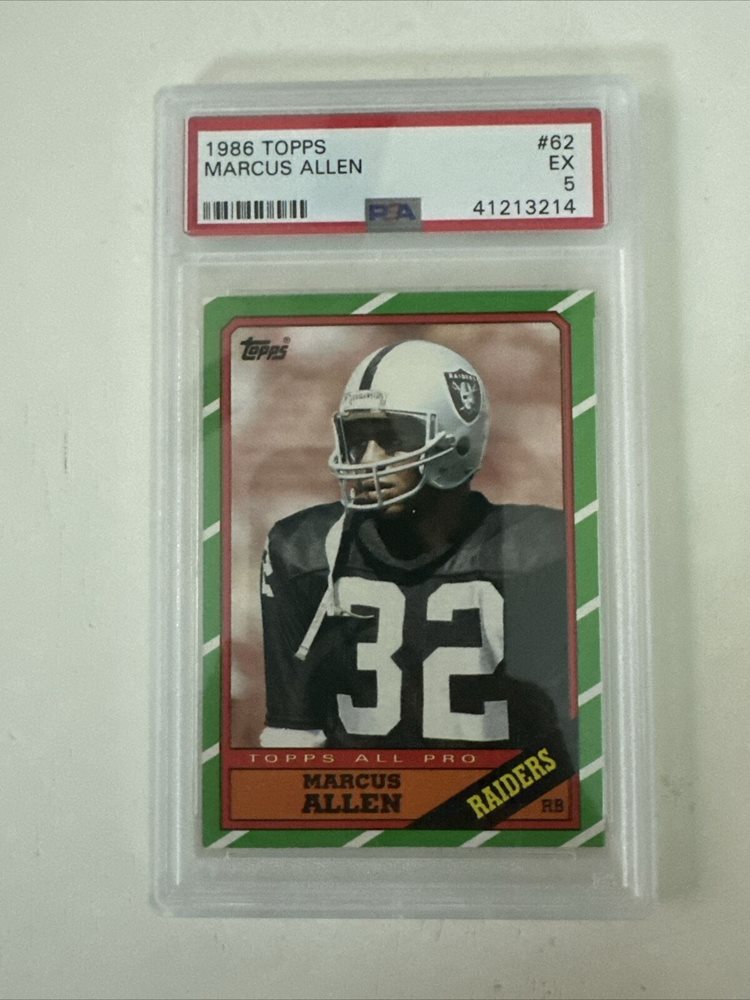 1986 TOPPS #62
MARCUS ALLEN EX
5
PSA 41213214
Topps®
RAIDERS
32
TOPPS ALL PRO
MARCUS
ALLEN
RAIDERS
RB